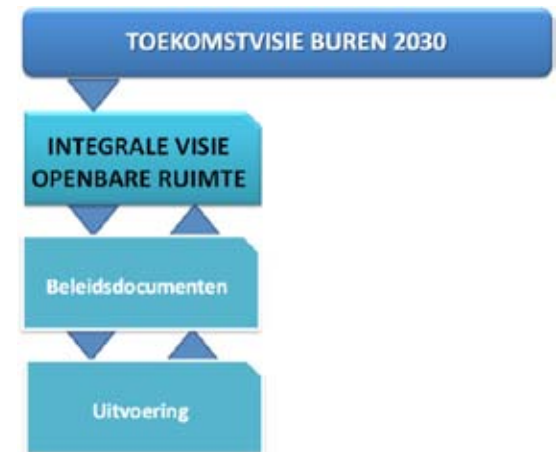 TOEKOMSTVISIE BUREN 2030
INTEGRALE VISIE
OPENBARE RUIMTE
Beleidsdocumenten
Uitvoering